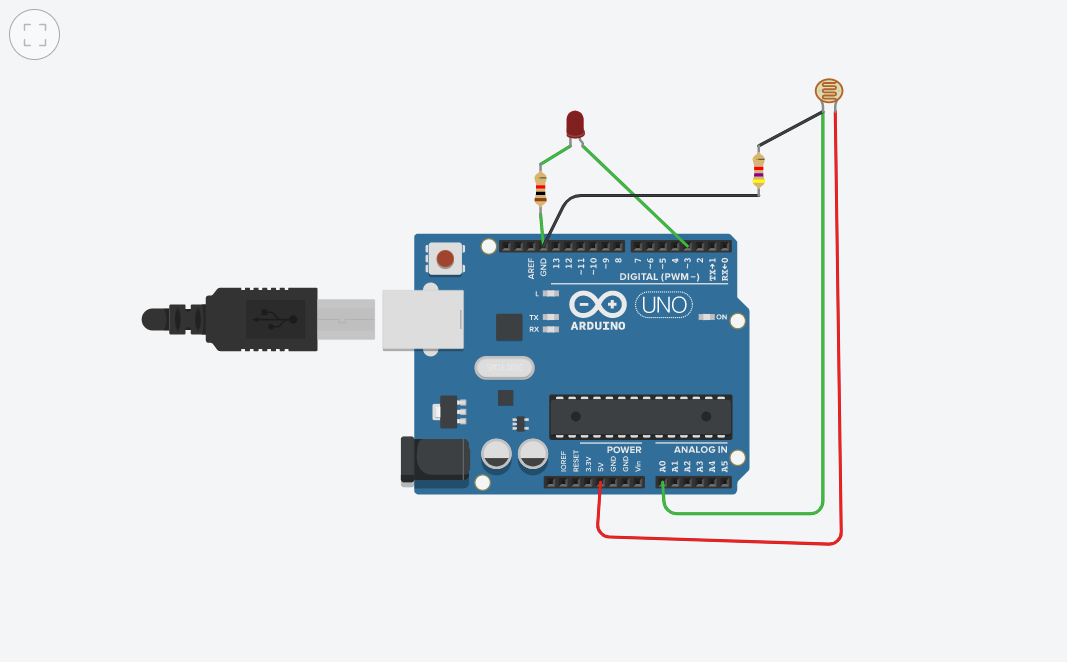 AREF
GND
13
12
~11
~10
~9
8
7
~6
~5
4
~3
2
TX→1
RX←0
DIGITAL (PWM~)
L
TX
RX
ARDUINO
UNO
ON
POWER
ANALOG IN
IOREF
RESET
3.3V
5V
GND
GND
Vin
A0
A1
A2
A3
A4
A5